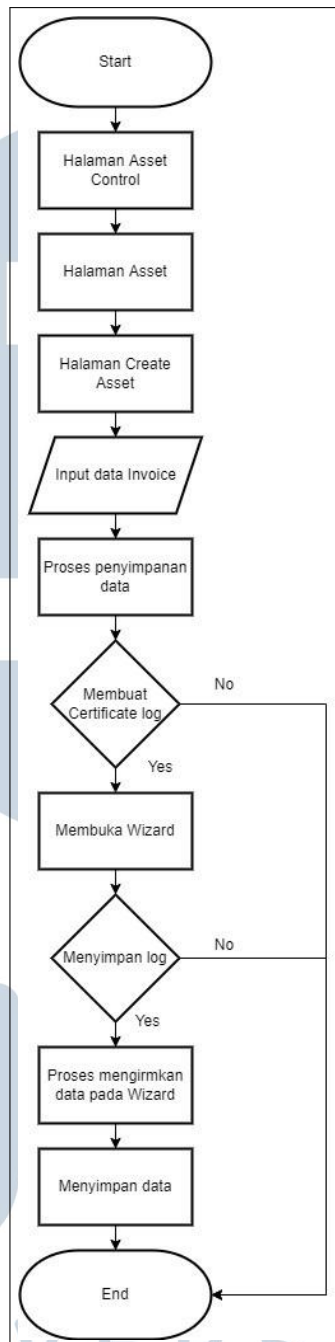 Start
Halaman Asset
Control
Halaman Asset
Halaman Create
Asset
Input data Invoice
Proses penyimpanan
data
Membuat
Certificate log
No
Yes
Membuka Wizard
Menyimpan log
No
Yes
Proses mengirmkan
data pada Wizard
Menyimpan data
End